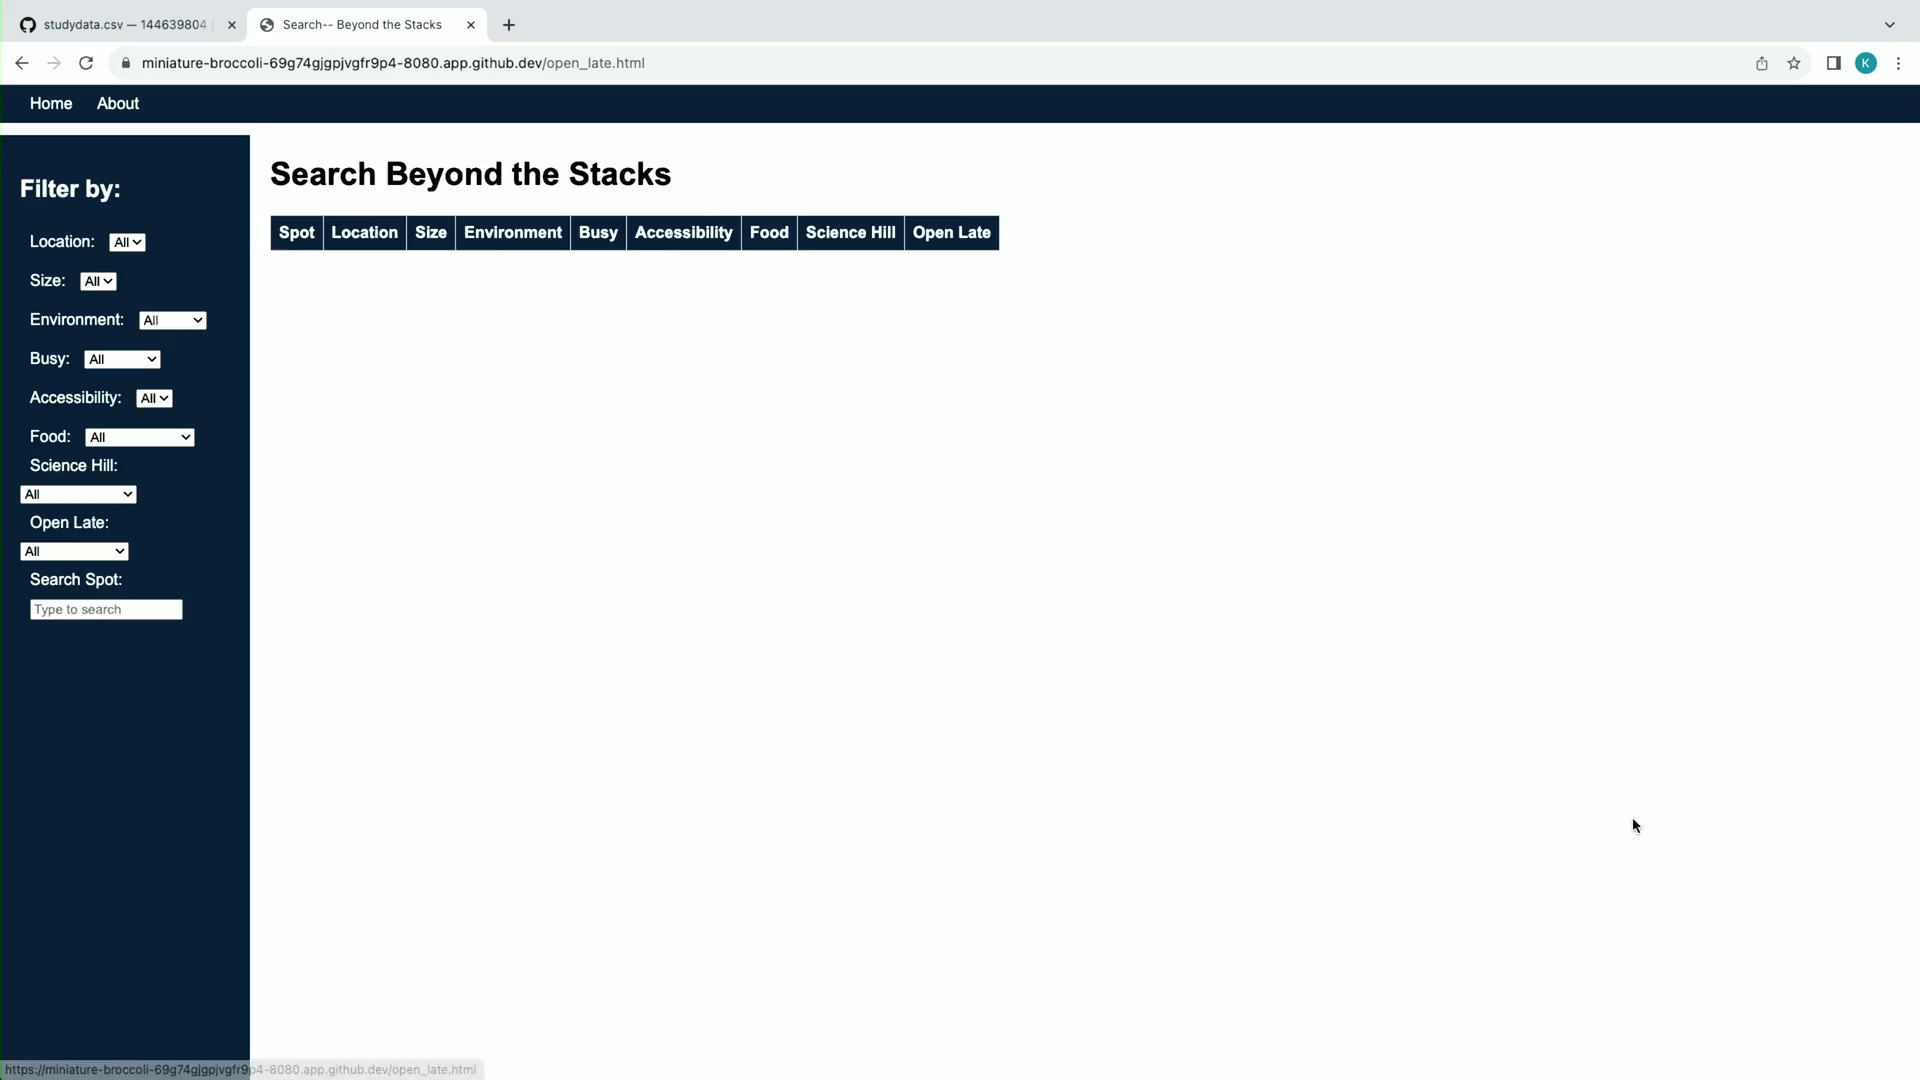 studydata.csv — 144639804
Search-- Beyond the Stacks
miniature-broccoli-69g74gjgpjvgfr9p4-8080.app.github.dev/open_late.html
K
Home About
Search Beyond the Stacks
Spot Location Size Environment Busy Accessibility Food Science Hill Open Late
Filter by:
Location: All
Size: All
Environment: All
Busy: All
Accessibility: All
Food: All
Science Hill:
All
Open Late:
All
Search Spot:
Type to search
https://miniature-broccoli-69g74gjgpjvgfr9p4-8080.app.github.dev/open_late.html